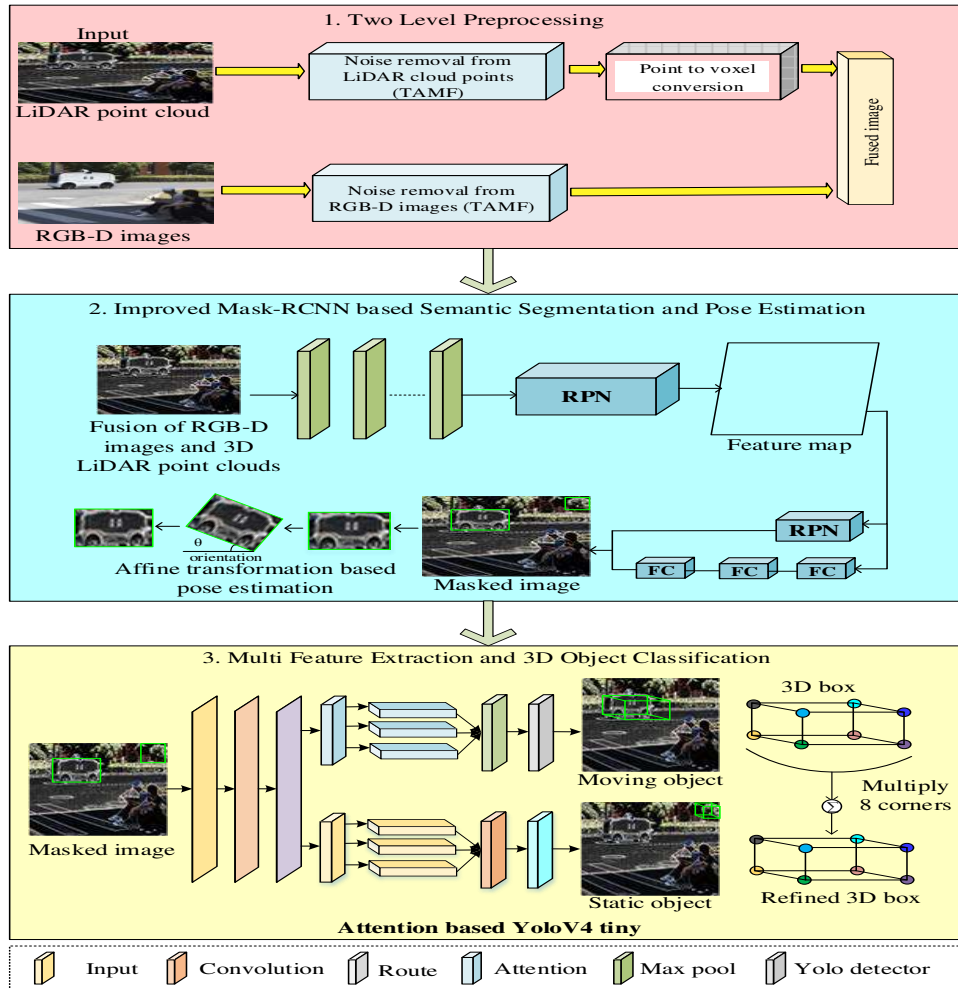 1. Two Level Preprocessing
Input
LiDAR point cloud
Noise removal from
LiDAR cloud points
(TAMF)
Point to voxel
conversion
Fused image
RGB-D images
Noise removal from
RGB-D images (TAMF)
2. Improved Mask-RCNN based Semantic Segmentation and Pose Estimation
Fusion of RGB-D
images and 3D
LiDAR point clouds
RPN
Feature map
RPN
FC
FC
FC
Masked image
θ
orientation
Affine transformation based
pose estimation
3. Multi Feature Extraction and 3D Object Classification
Masked image
Moving object
Static object
3D box
Multiply
8 corners
Refined 3D box
Attention based YoloV4 tiny
Input
Convolution
Route
Attention
Max pool
Yolo detector